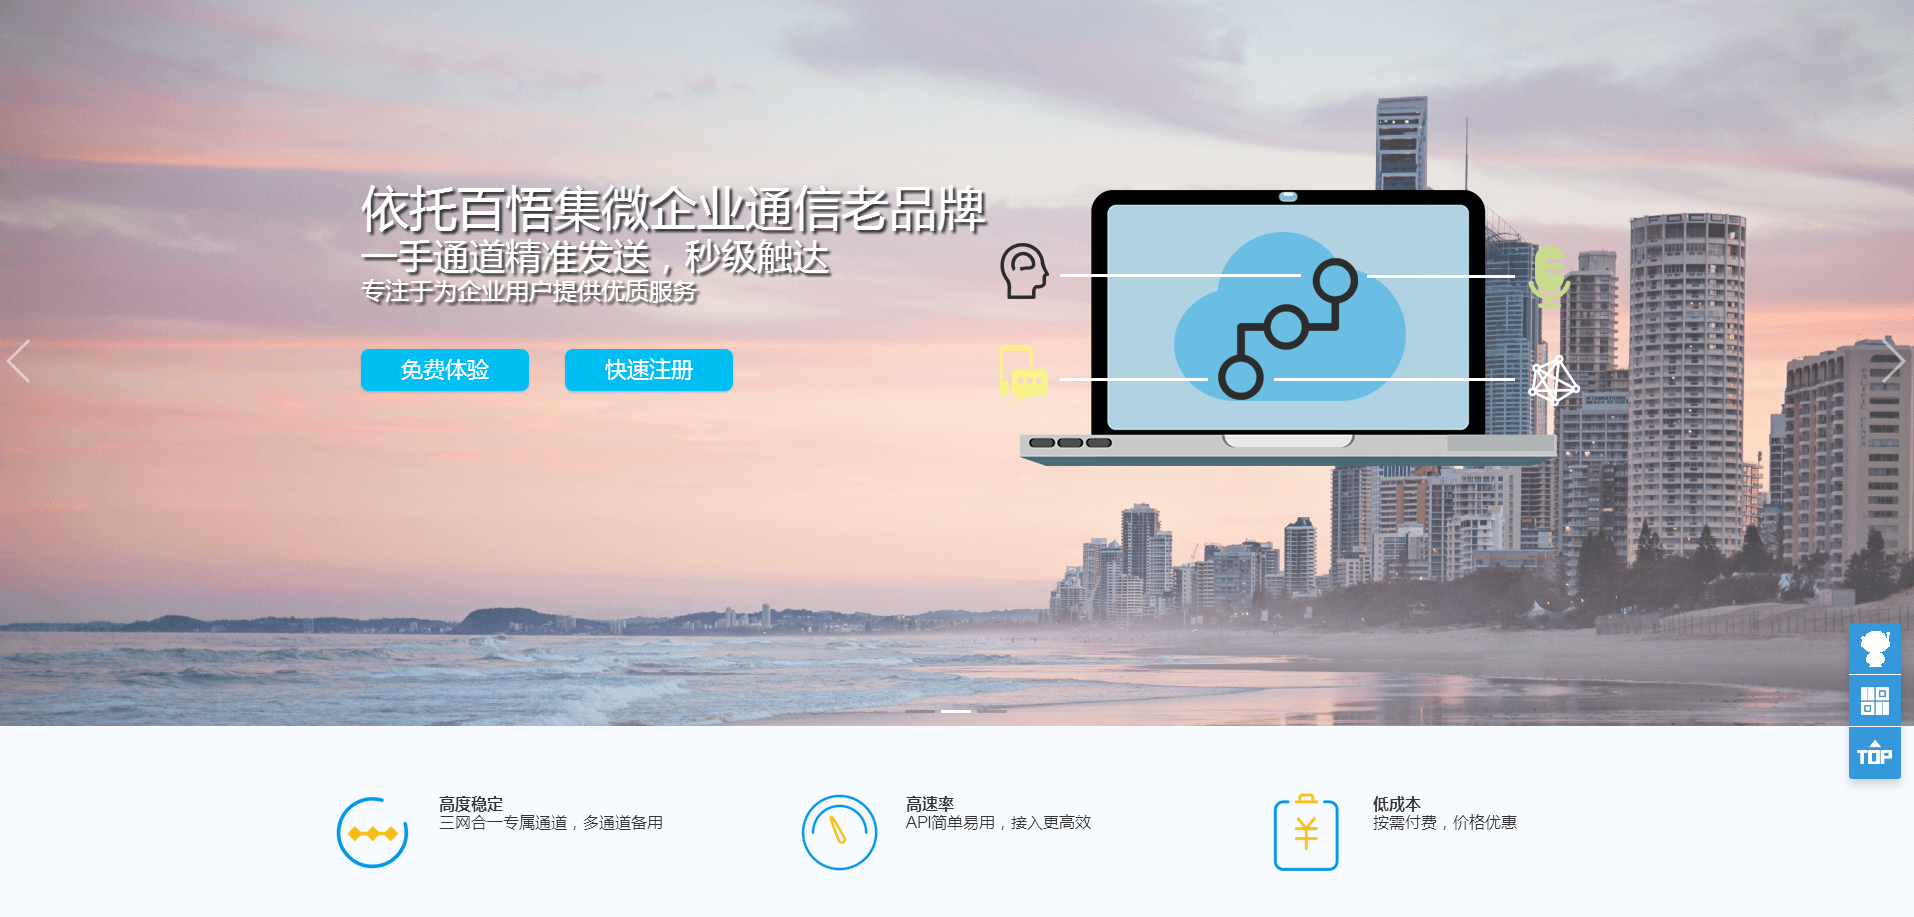 依托百悟集微企业通信老品牌
一手通道精准发送，秒级触达
专注于为企业用户提供优质服务
免费体验
快速注册
TOP
高度稳定
三网合一专属通道，多通道备用
高速率
API简单易用，接入更高效
低成本
按需付费，价格优惠